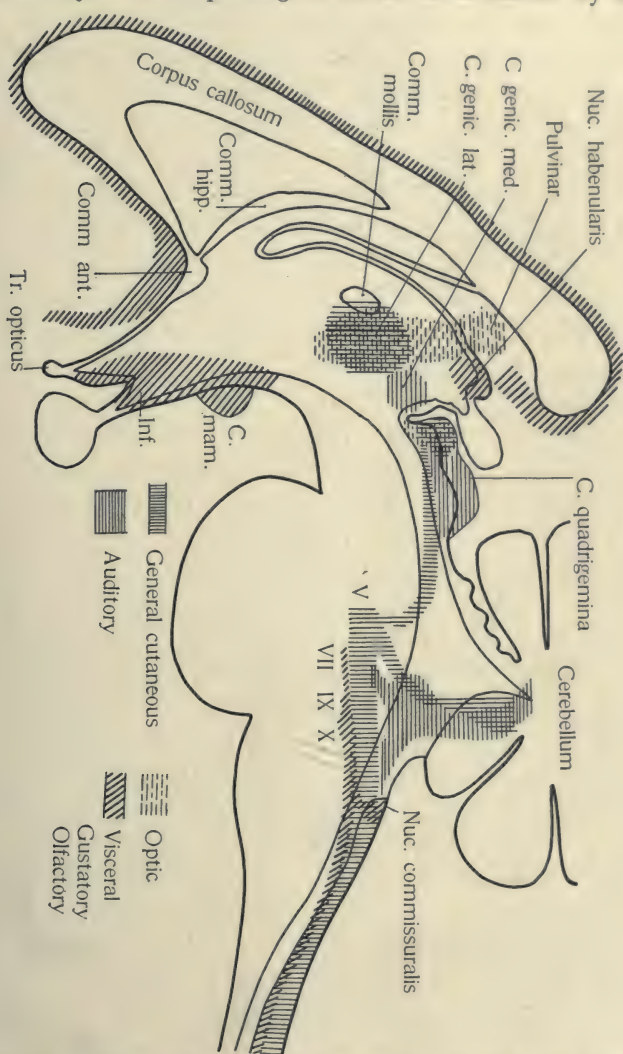 Nuc. habenularis
Pulvinar
C genic. med.
C. genic. lat.
Comm.
mollis
C. quadrigemina
Cerebellum
Corpus callosum
Comm.
hipp.
Comm ant.
Tr. opticus
Inf.
C.
mam.
V
VII IX X
Nuc. commissuralis
General cutaneous
Auditory
Optic
Visceral
Gustatory
Olfactory